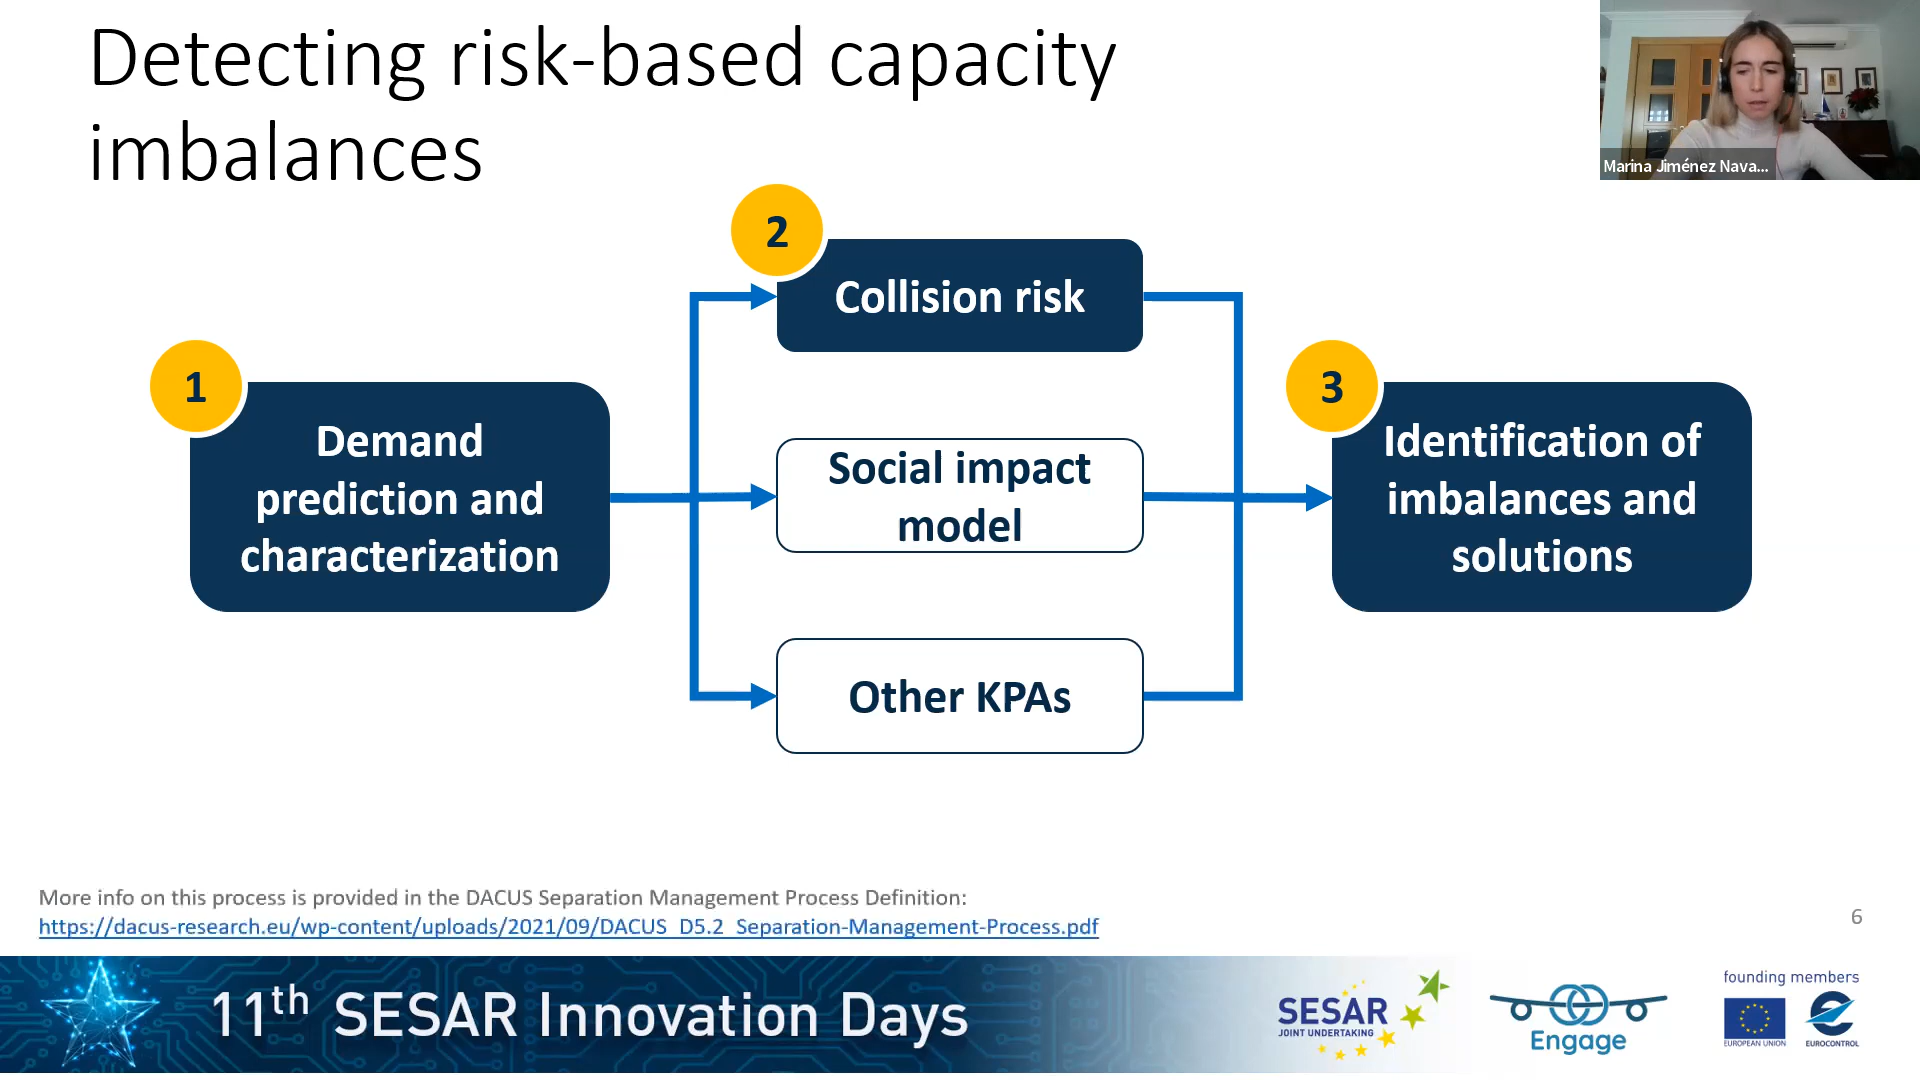 Detecting risk-based capacity
imbalances
Marina Jiménez Nava...
2
Collision risk
1
Demand
prediction and
characterization
Social impact
model
3
Identification of
imbalances and
solutions
Other KPAs
More info on this process is provided in the DACUS Separation Management Process Definition:
https://dacus-research.eu/wp-content/uploads/2021/09/DACUS_D5.2_Separation-Management-Process.pdf
6
11th SESAR Innovation Days
SESAR
JOINT UNDERTAKING
Engage
founding members
EUROPEAN UNION
EUROCONTROL